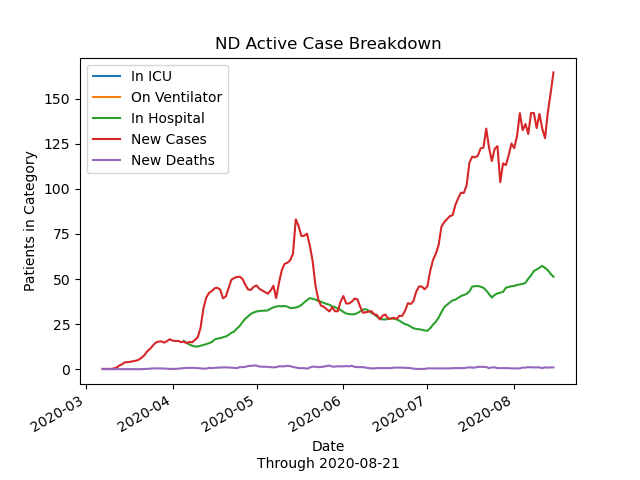 ND Active Case Breakdown
In ICU
On Ventilator
In Hospital
New Cases
New Deaths
Patients in Category
150
125
100
75
50
25
0
2020-03
2020-04
2020-05
2020-06
2020-07
2020-08
Date
Through 2020-08-21